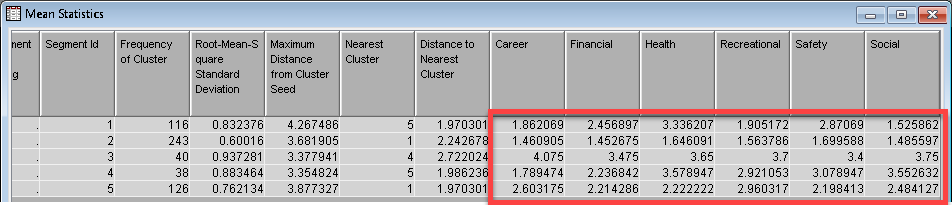 Mean Statistics
ment g Segment Id Frequency of Cluster Root-Mean-Square Standard Deviation Maximum Distance from Cluster Seed Nearest Cluster Distance to Nearest Cluster Career Financial Health Recreational Safety Social
. 1 116 0.832376 4.267486 5 1.970301 1.862069 2.456897 3.336207 1.905172 2.87069 1.525862
. 2 243 0.60016 3.681905 1 2.242678 1.460905 1.452675 1.646091 1.563786 1.699588 1.485597
. 3 40 0.937281 3.377941 4 2.722024 4.075 3.475 3.65 3.7 3.4 3.75
. 4 38 0.883464 3.354824 5 1.986236 1.789474 2.236842 3.578947 2.921053 3.078947 3.552632
. 5 126 0.762134 3.877327 1 1.970301 2.603175 2.214286 2.222222 2.960317 2.198413 2.484127